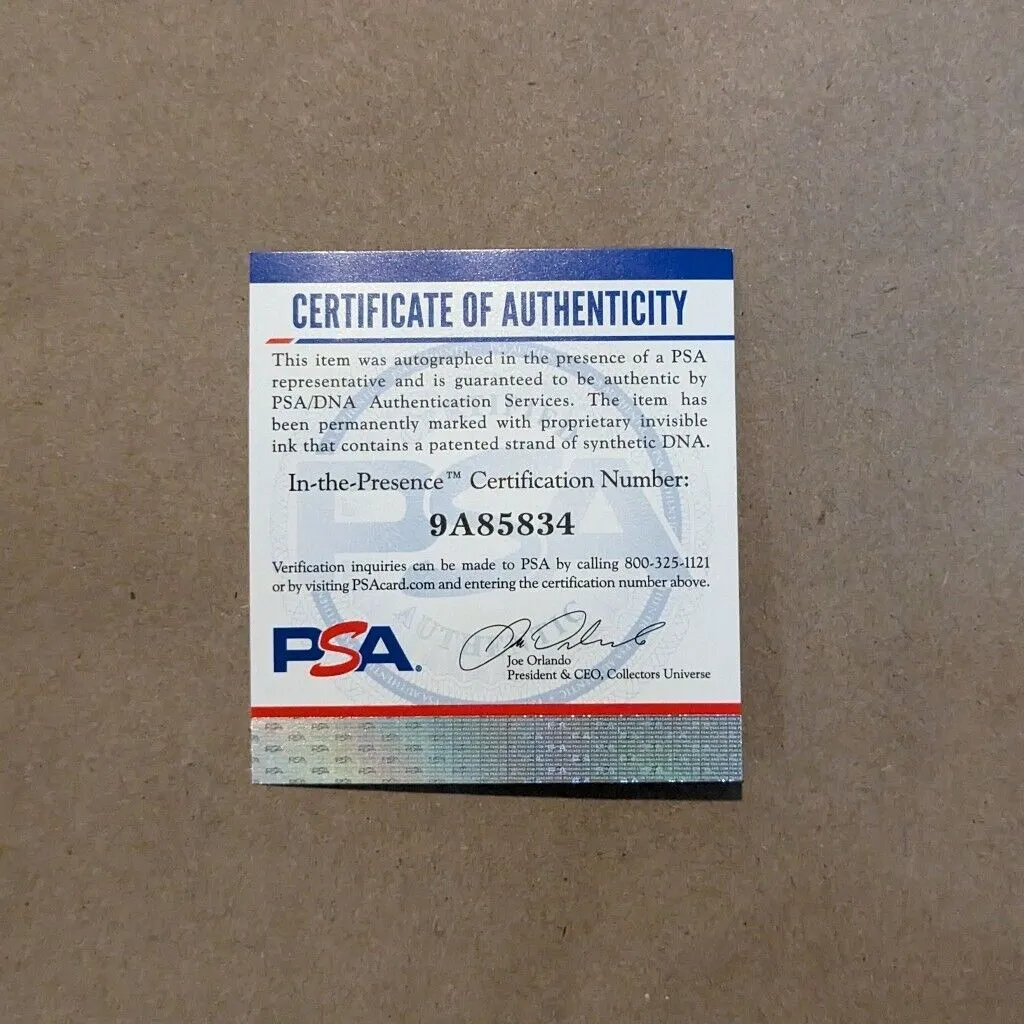 CERTIFICATE OF AUTHENTICITY
This item was autographed in the presence of a PSA
representative and is guaranteed to be authentic by
PSA/DNA Authentication Services. The item has
been permanently marked with proprietary invisible
ink that contains a patented strand of synthetic DNA.
In-the-Presence™ Certification Number:
9A85834
Verification inquiries can be made to PSA by calling 800-325-1121
or by visiting PSAcard.com and entering the certification number above.
PSA®
Joe Orlando
President & CEO, Collectors Universe